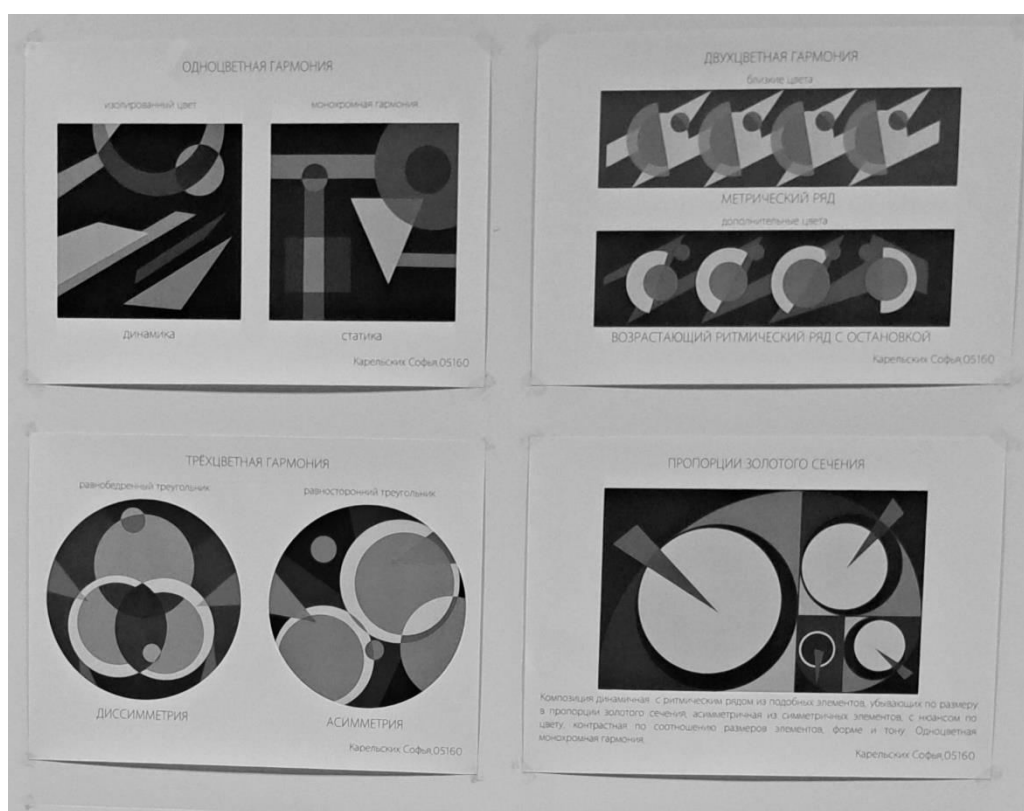 ОДНОЦВЕТНАЯ ГАРМОНИЯ
изолированный цвет
монохромная гармония
динамика
статика
Карельских Софья,05160
ДВУХЦВЕТНАЯ ГАРМОНИЯ
близкие цвета
МЕТРИЧЕСКИЙ РЯД
дополнительные цвета
ВОЗРАСТАЮЩИЙ РИТМИЧЕСКИЙ РЯД С ОСТАНОВКОЙ
Карельских Софья,05160
ТРЁХЦВЕТНАЯ ГАРМОНИЯ
равнобедренный треугольник
равносторонний треугольник
ДИССИММЕТРИЯ
АСИММЕТРИЯ
Карельских Софья,05160
ПРОПОРЦИИ ЗОЛОТОГО СЕЧЕНИЯ
Композиция динамичная с ритмическим рядом из подобных элементов, убывающих по размеру
в пропорции золотого сечения, асимметричная из симметричных элементов, с нюансом по
цвету, контрастная по соотношению размеров элементов, форме и тону. Одноцветная
монохромная гармония.
Карельских Софья,05160